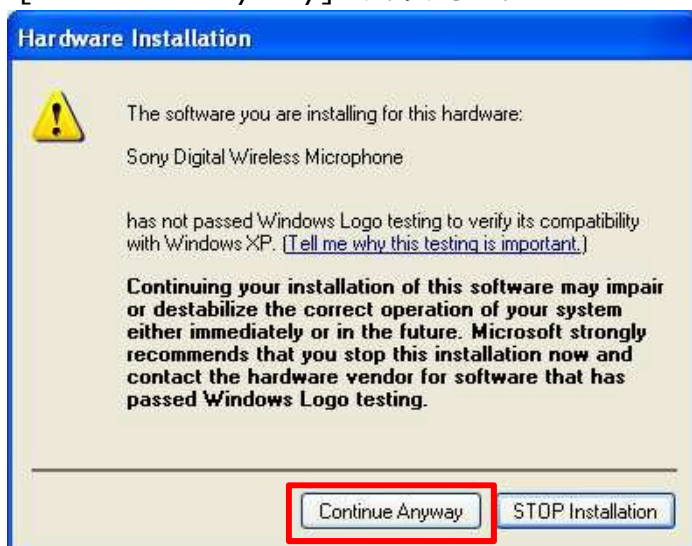 Hardware Installation
The software you are installing for this hardware:
Sony Digital Wireless Microphone
has not passed Windows Logo testing to verify its compatibility
with Windows XP. (Tell me why this testing is important.)
Continuing your installation of this software may impair
or destabilize the correct operation of your system
either immediately or in the future. Microsoft strongly
recommends that you stop this installation now and
contact the hardware vendor for software that has
passed Windows Logo testing.
Continue Anyway STOP Installation